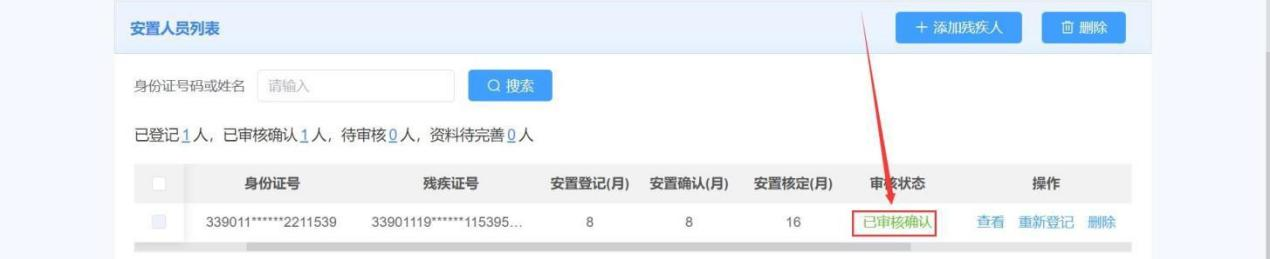 安置人员列表 + 添加残疾人 删除
身份证号码或姓名 请输入 搜索
已登记1人，已审核确认1人，待审核0人，资料待完善0人
身份证号 残疾证号 安置登记(月) 安置确认(月) 安置核定(月) 审核状态 操作
339011******2211539 33901119******115395... 8 8 16 已审核确认 查看 重新登记 删除